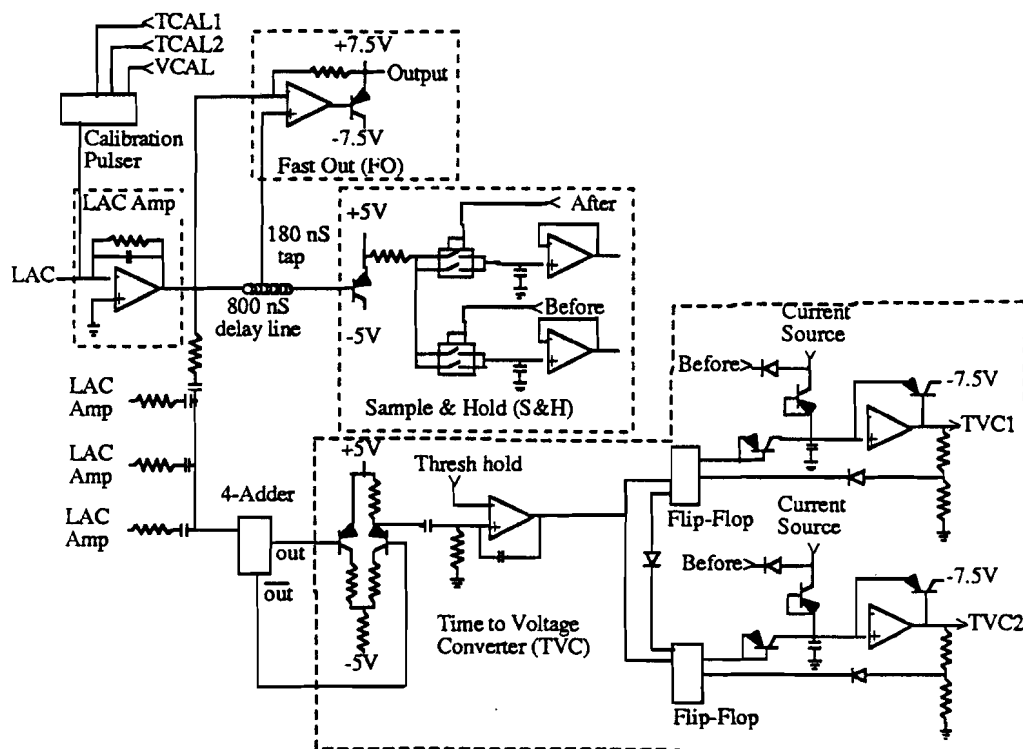 TCAL1
TCAL2
VCAL
Calibration
Pulser
+7.5V
Output
-7.5V
Fast Out (FO)
LAC Amp
LAC
180 nS
tap
800 nS
delay line
+5V
-5V
After
Before
Sample & Hold (S&H)
LAC
Amp
LAC
Amp
LAC
Amp
4-Adder
out
out
+5V
-5V
Thresh hold
Time to Voltage
Converter (TVC)
Current
Source
Before
-7.5V
TVC1
Flip-Flop
Current
Source
Before
-7.5V
TVC2
Flip-Flop